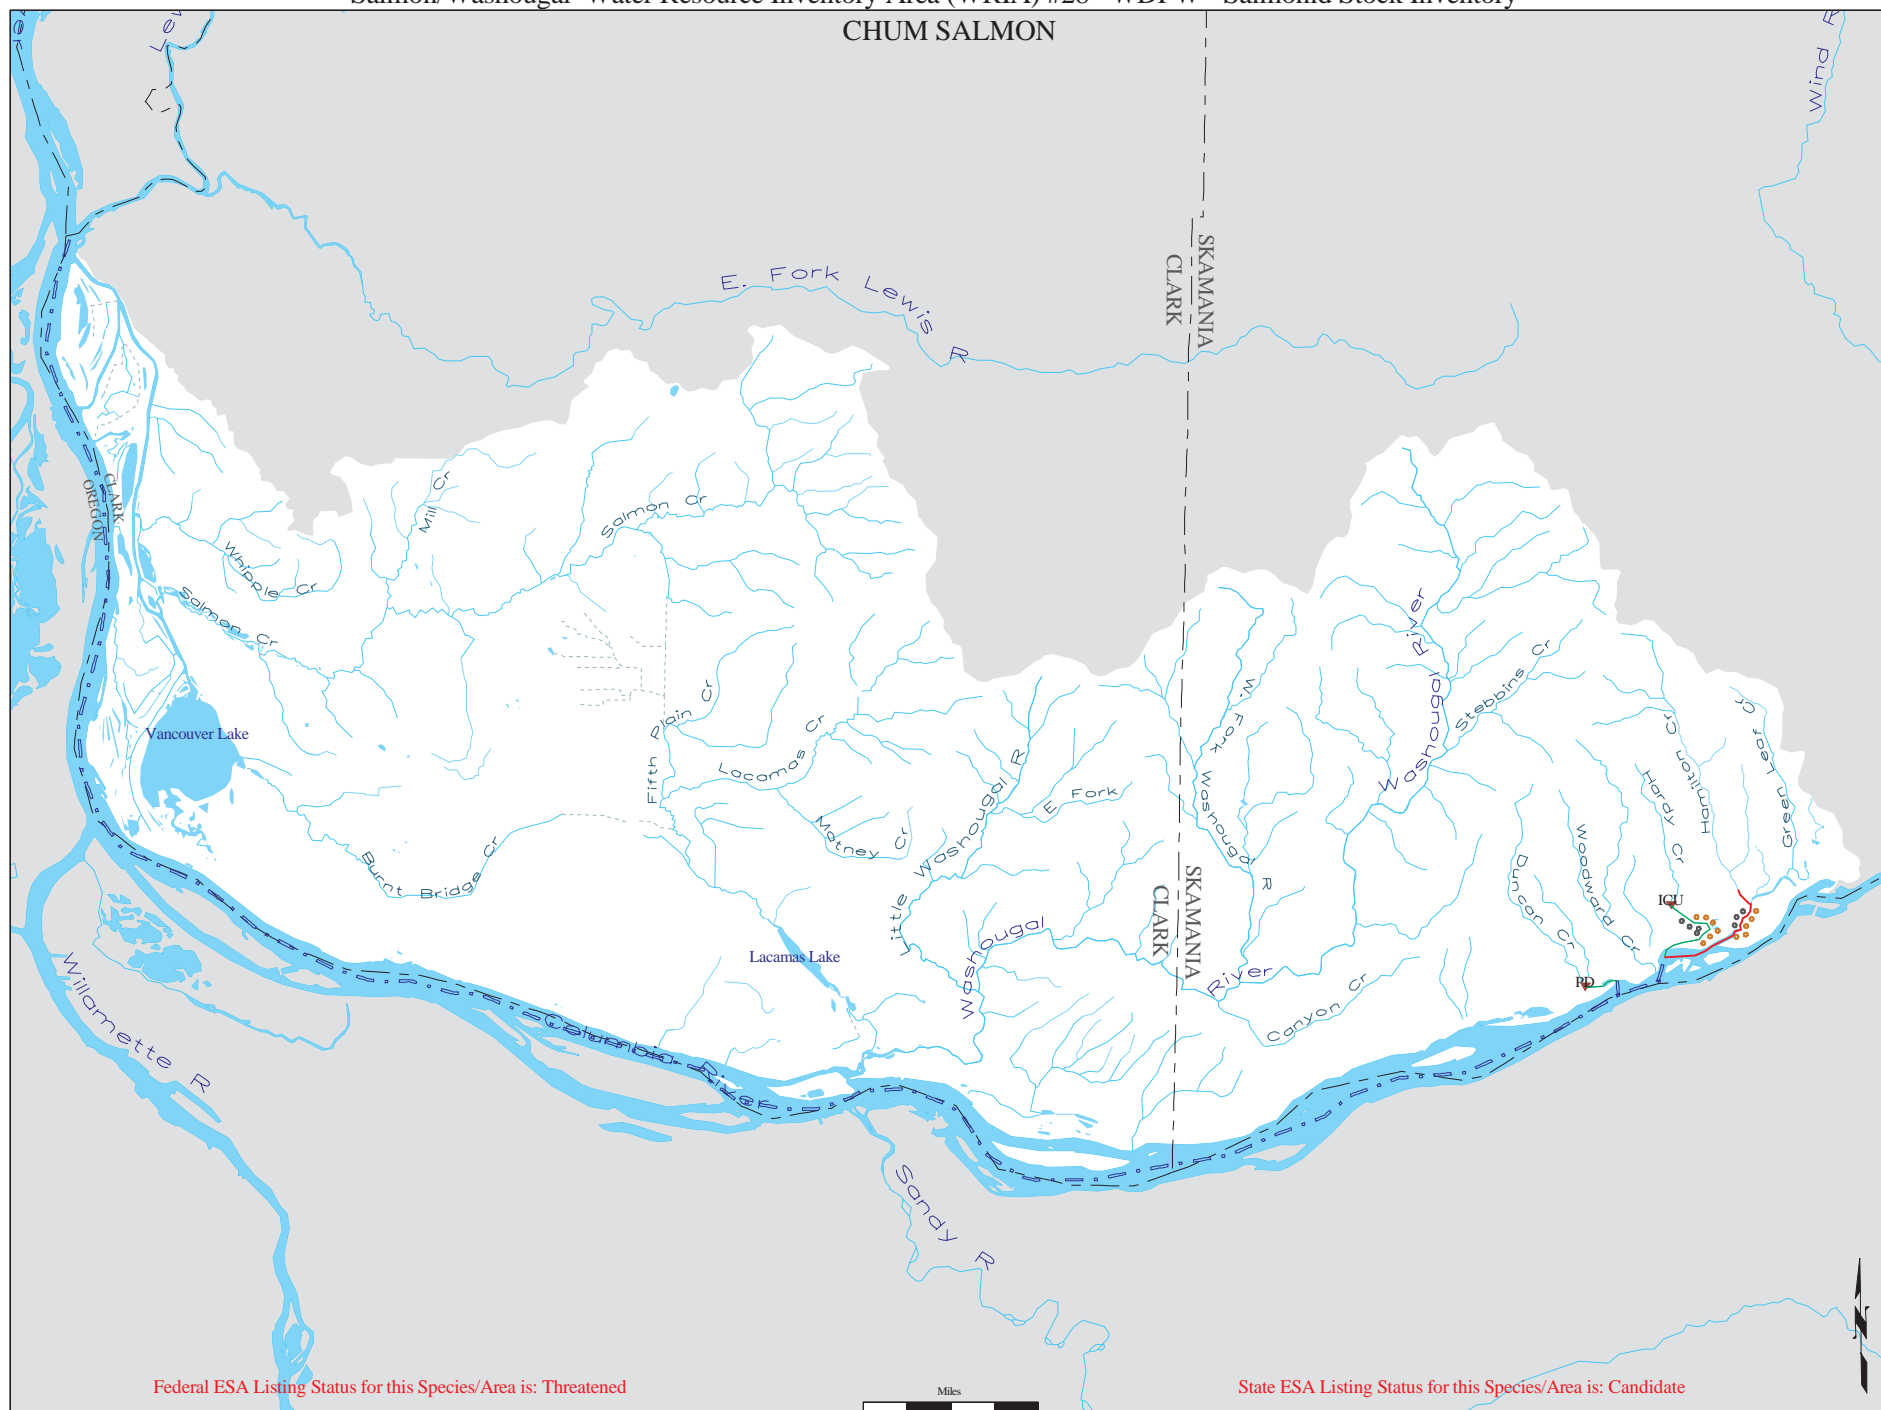 CHUM SALMON
Wind R
SKAMANIA
CLARK
E. Fork Lewis R
CLARK
OREGON
Mill Cr
Salmon Cr
Whipple Cr
Salmon Cr
Vancouver Lake
Fifth Plain Cr
Lacamas Cr
Matney Cr
Burnt Bridge Cr
Little Washougal R
E Fork
W. Fork Washougal R
Washougal River
Stebbins Cr
Hamilton Cr
Green Leaf Cr
Hardy Cr
Woodward Cr
Duncan Cr
ICU
PD
SKAMANIA
CLARK
Washougal River
Canyon Cr
Lacamas Lake
Columbia River
Willamette R
Sandy R
N
Federal ESA Listing Status for this Species/Area is: Threatened
Miles
State ESA Listing Status for this Species/Area is: Candidate